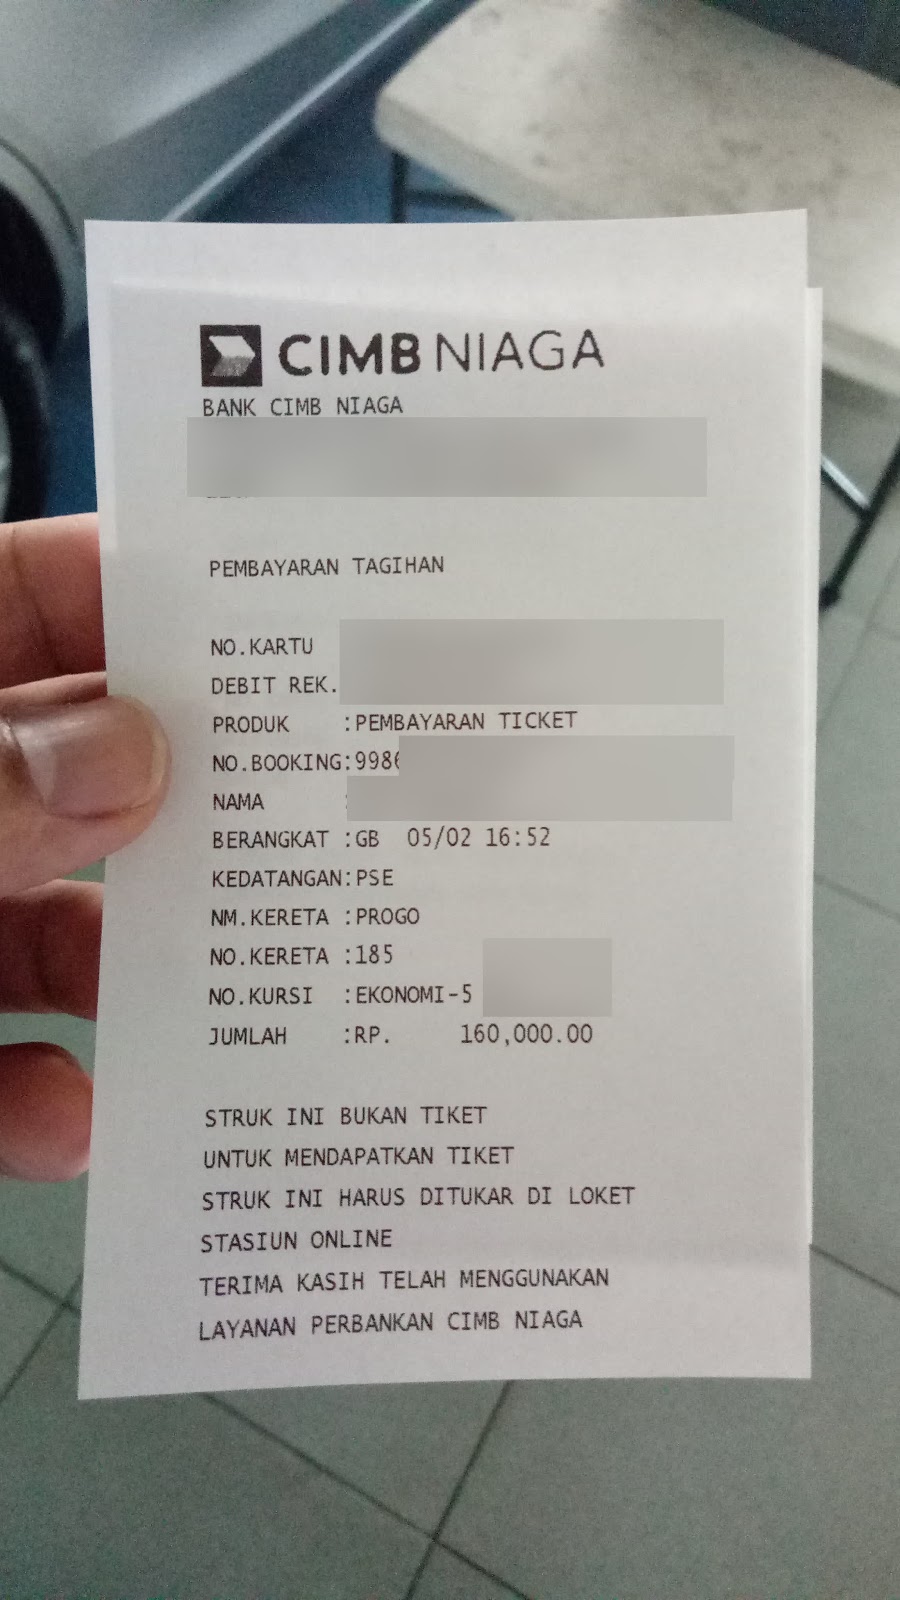 CIMB NIAGA
BANK CIMB NIAGA
PEMBAYARAN TAGIHAN
NO.KARTU
DEBIT REK.
PRODUK :PEMBAYARAN TICKET
NO.BOOKING:998
NAMA :
BERANGKAT :GB 05/02 16:52
KEDATANGAN:PSE
NM.KERETA :PROGO
NO.KERETA :185
NO.KURSI :EKONOMI-5
JUMLAH :RP. 160,000.00
STRUK INI BUKAN TIKET
UNTUK MENDAPATKAN TIKET
STRUK INI HARUS DITUKAR DI LOKET
STASIUN ONLINE
TERIMA KASIH TELAH MENGGUNAKAN
LAYANAN PERBANKAN CIMB NIAGA